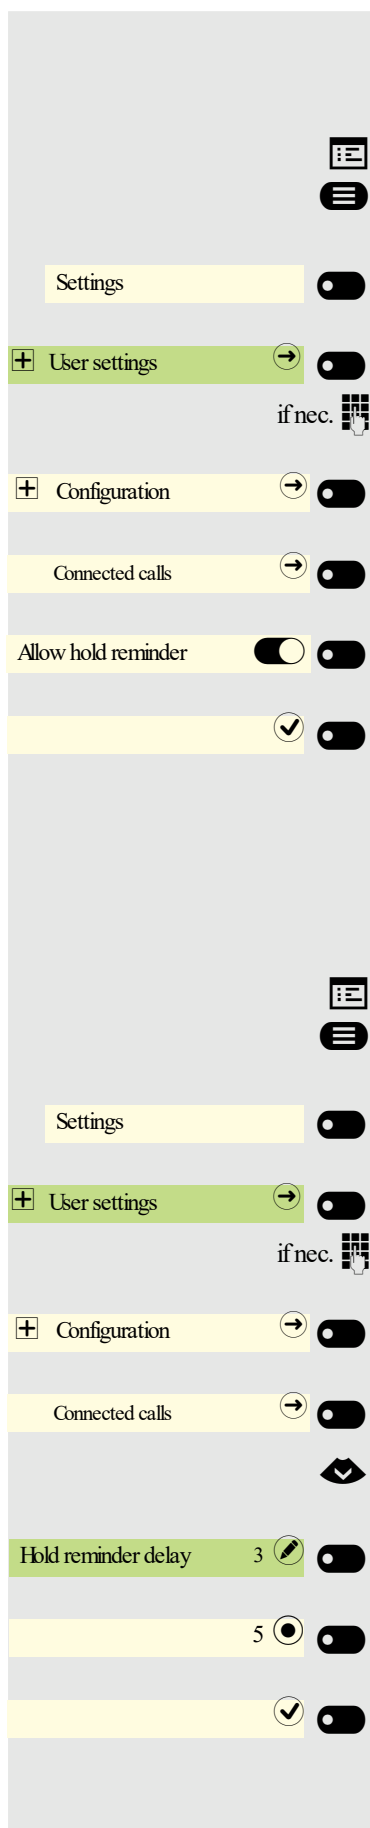 Settings
User settings
if nec.
Configuration
Connected calls
Allow hold reminder
Settings
User settings
if nec.
Configuration
Connected calls
Hold reminder delay 3
5